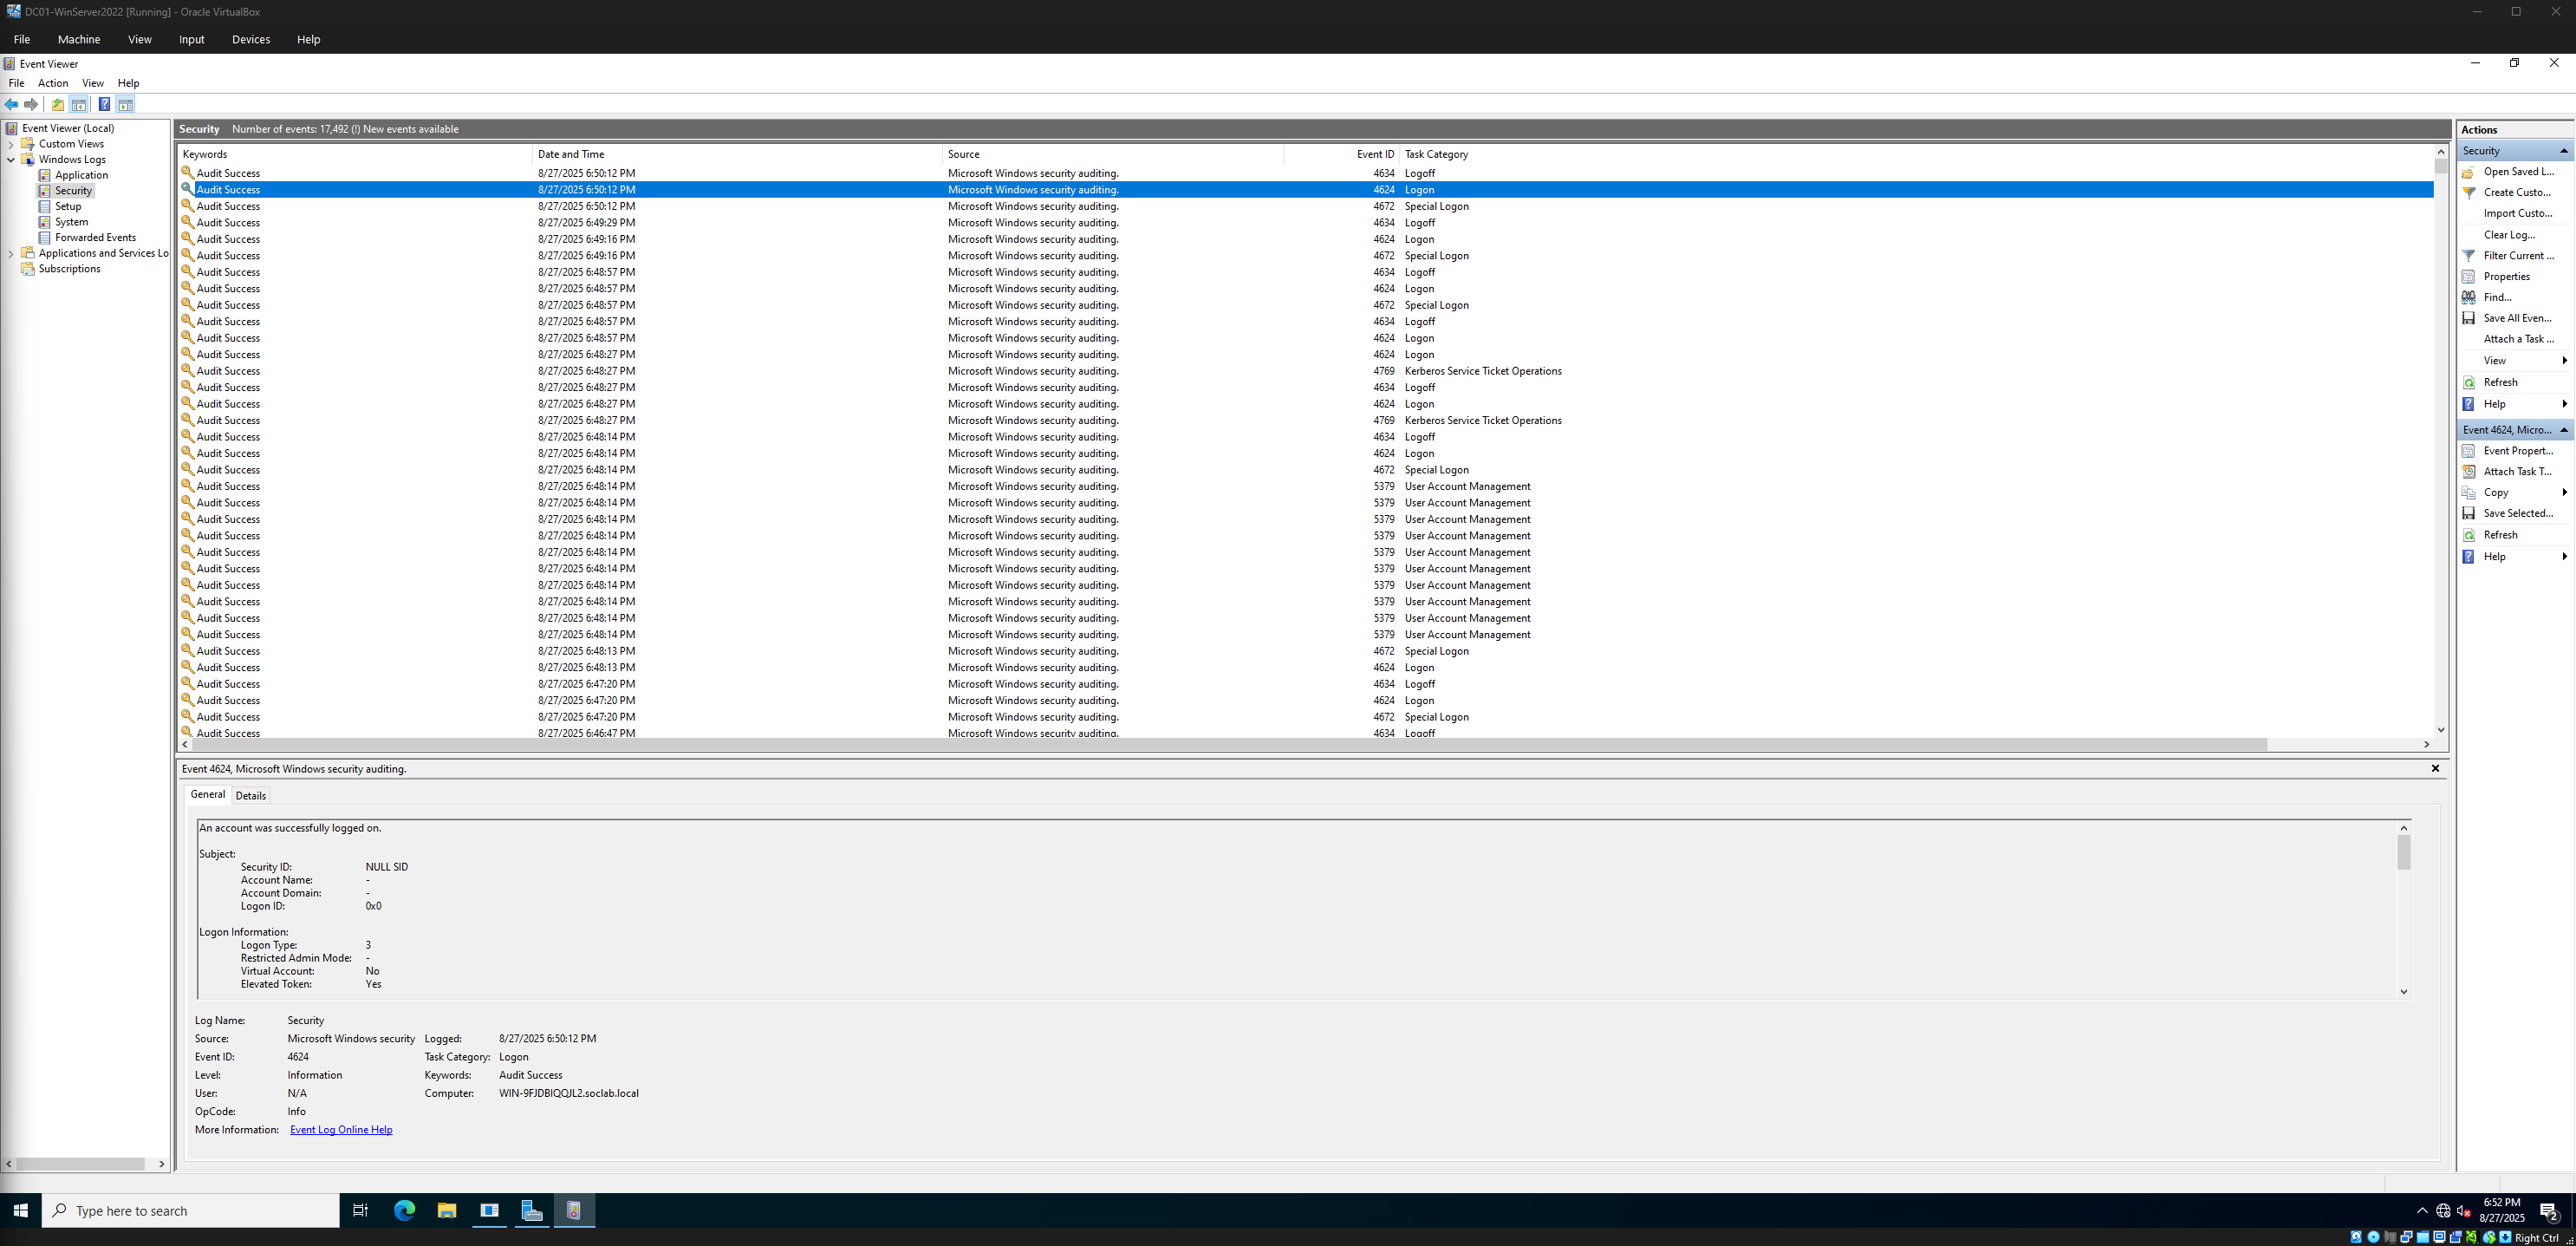 DC01-WinServer2022 [Running] - Oracle VirtualBox
File Machine View Input Devices Help
Event Viewer
File Action View Help
Event Viewer (Local)
Custom Views
Windows Logs
Application
Security
Setup
System
Forwarded Events
Applications and Services Lo
Subscriptions
Security Number of events: 17,492 (!) New events available
Keywords Date and Time Source Event ID Task Category
Audit Success 8/27/2025 6:50:12 PM Microsoft Windows security auditing. 4634 Logoff
Audit Success 8/27/2025 6:50:12 PM Microsoft Windows security auditing. 4624 Logon
Audit Success 8/27/2025 6:50:12 PM Microsoft Windows security auditing. 4672 Special Logon
Audit Success 8/27/2025 6:49:29 PM Microsoft Windows security auditing. 4634 Logoff
Audit Success 8/27/2025 6:49:16 PM Microsoft Windows security auditing. 4624 Logon
Audit Success 8/27/2025 6:49:16 PM Microsoft Windows security auditing. 4672 Special Logon
Audit Success 8/27/2025 6:48:57 PM Microsoft Windows security auditing. 4634 Logoff
Audit Success 8/27/2025 6:48:57 PM Microsoft Windows security auditing. 4624 Logon
Audit Success 8/27/2025 6:48:57 PM Microsoft Windows security auditing. 4672 Special Logon
Audit Success 8/27/2025 6:48:57 PM Microsoft Windows security auditing. 4634 Logoff
Audit Success 8/27/2025 6:48:57 PM Microsoft Windows security auditing. 4624 Logon
Audit Success 8/27/2025 6:48:27 PM Microsoft Windows security auditing. 4624 Logon
Audit Success 8/27/2025 6:48:27 PM Microsoft Windows security auditing. 4769 Kerberos Service Ticket Operations
Audit Success 8/27/2025 6:48:27 PM Microsoft Windows security auditing. 4634 Logoff
Audit Success 8/27/2025 6:48:27 PM Microsoft Windows security auditing. 4624 Logon
Audit Success 8/27/2025 6:48:27 PM Microsoft Windows security auditing. 4769 Kerberos Service Ticket Operations
Audit Success 8/27/2025 6:48:14 PM Microsoft Windows security auditing. 4634 Logoff
Audit Success 8/27/2025 6:48:14 PM Microsoft Windows security auditing. 4624 Logon
Audit Success 8/27/2025 6:48:14 PM Microsoft Windows security auditing. 4672 Special Logon
Audit Success 8/27/2025 6:48:14 PM Microsoft Windows security auditing. 5379 User Account Management
Audit Success 8/27/2025 6:48:14 PM Microsoft Windows security auditing. 5379 User Account Management
Audit Success 8/27/2025 6:48:14 PM Microsoft Windows security auditing. 5379 User Account Management
Audit Success 8/27/2025 6:48:14 PM Microsoft Windows security auditing. 5379 User Account Management
Audit Success 8/27/2025 6:48:14 PM Microsoft Windows security auditing. 5379 User Account Management
Audit Success 8/27/2025 6:48:14 PM Microsoft Windows security auditing. 5379 User Account Management
Audit Success 8/27/2025 6:48:14 PM Microsoft Windows security auditing. 5379 User Account Management
Audit Success 8/27/2025 6:48:14 PM Microsoft Windows security auditing. 5379 User Account Management
Audit Success 8/27/2025 6:48:14 PM Microsoft Windows security auditing. 5379 User Account Management
Audit Success 8/27/2025 6:48:14 PM Microsoft Windows security auditing. 5379 User Account Management
Audit Success 8/27/2025 6:48:13 PM Microsoft Windows security auditing. 4672 Special Logon
Audit Success 8/27/2025 6:48:13 PM Microsoft Windows security auditing. 4624 Logon
Audit Success 8/27/2025 6:47:20 PM Microsoft Windows security auditing. 4634 Logoff
Audit Success 8/27/2025 6:47:20 PM Microsoft Windows security auditing. 4624 Logon
Audit Success 8/27/2025 6:47:20 PM Microsoft Windows security auditing. 4672 Special Logon
Audit Success 8/27/2025 6:46:47 PM Microsoft Windows security auditing. 4634 Logoff
Event 4624, Microsoft Windows security auditing.
General Details
An account was successfully logged on.
Subject:
Security ID: NULL SID
Account Name: -
Account Domain: -
Logon ID: 0x0
Logon Information:
Logon Type: 3
Restricted Admin Mode: -
Virtual Account: No
Elevated Token: Yes
Log Name: Security
Source: Microsoft Windows security Logged: 8/27/2025 6:50:12 PM
Event ID: 4624 Task Category: Logon
Level: Information Keywords: Audit Success
User: N/A Computer: WIN-9FJDBIQQJL2.soclab.local
OpCode: Info
More Information: Event Log Online Help
Actions
Security
Open Saved L...
Create Custo...
Import Custo...
Clear Log...
Filter Current ...
Properties
Find...
Save All Even...
Attach a Task ...
View
Refresh
Help
Event 4624, Micro...
Event Propert...
Attach Task T...
Copy
Save Selected...
Refresh
Help
Type here to search
6:52 PM
8/27/2025
2
Right Ctrl